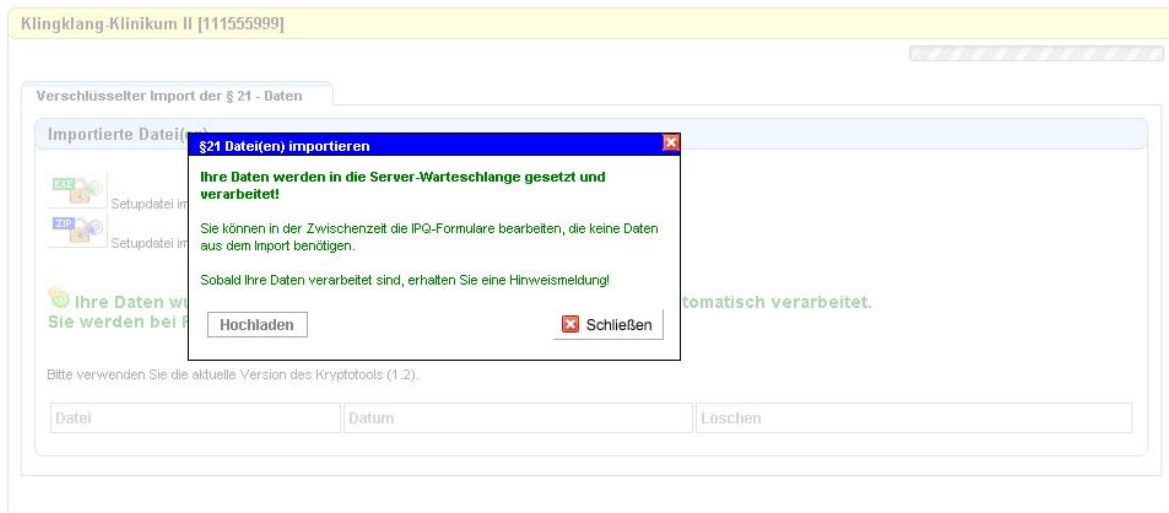 Klingklang-Klinikum II [111555999]
Verschlüsselter Import der § 21 - Daten
Importierte Datei(en)
§21 Datei(en) importieren
Ihre Daten werden in die Server-Warteschlange gesetzt und
verarbeitet!
Sie können in der Zwischenzeit die IPQ-Formulare bearbeiten, die keine Daten
aus dem Import benötigen.
Sobald Ihre Daten verarbeitet sind, erhalten Sie eine Hinweismeldung!
Hochladen
Schließen
EXE
Setupdatei
ZIP
Setupdatei
Ihre Daten tomatisch verarbeitet.
Sie werden bei
Bitte verwenden Sie die aktuelle Version des Kryptotools (1.2).
Datei Datum Löschen